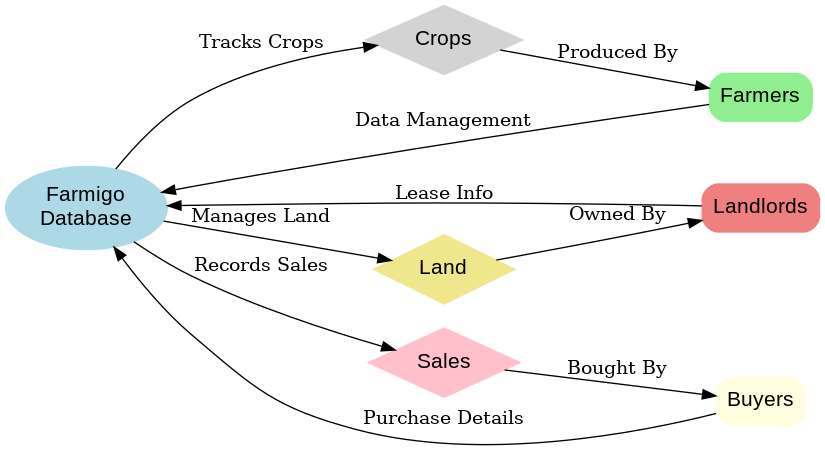 Tracks Crops
Crops
Produced By
Farmers
Data Management
Farmigo
Database
Lease Info
Manages Land
Owned By
Landlords
Records Sales
Land
Sales
Bought By
Buyers
Purchase Details